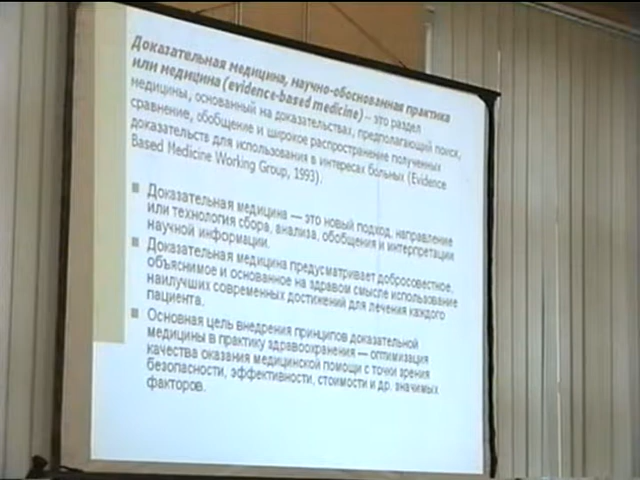 Доказательная медицина, научно-обоснованная практика
или медицина (evidence-based medicine) – это раздел
медицины, основанный на доказательствах, предполагающий поиск,
сравнение, обобщение и широкое распространение полученных
доказательств для использования в интересах больных (Evidence
Based Medicine Working Group, 1993).
Доказательная медицина — это новый подход, направление
или технология сбора, анализа, обобщения и интерпретации
научной информации.
Доказательная медицина предусматривает добросовестное,
объяснимое и основанное на здравом смысле использование
наилучших современных достижений для лечения каждого
пациента.
Основная цель внедрения принципов доказательной
медицины в практику здравоохранения — оптимизация
качества оказания медицинской помощи с точки зрения
безопасности, эффективности, стоимости и др. значимых
факторов.